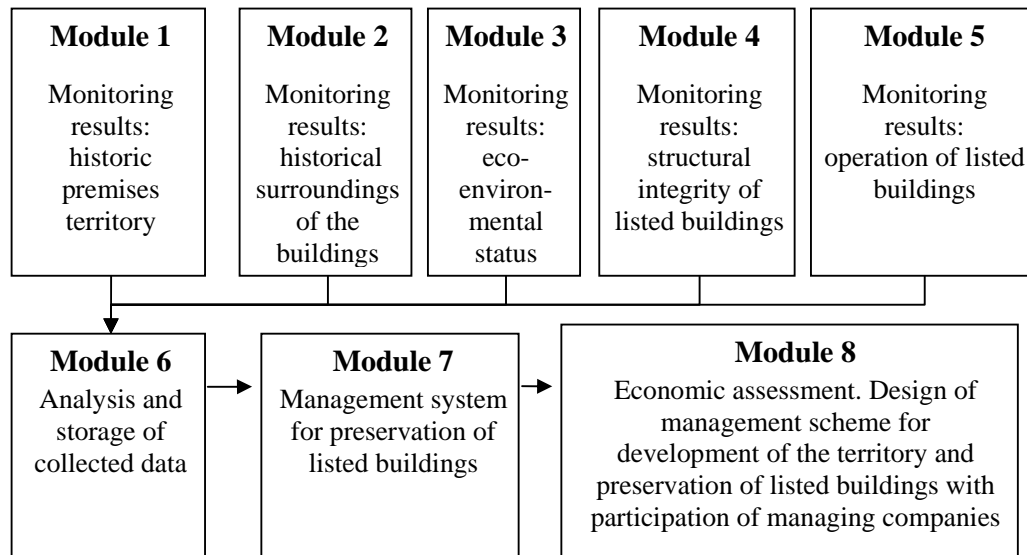 Module 1
Monitoring
results:
historic
premises
territory
Module 2
Monitoring
results:
historical
surroundings
of the
buildings
Module 3
Monitoring
results:
eco-
environ-
mental
status
Module 4
Monitoring
results:
structural
integrity of
listed buildings
Module 5
Monitoring
results:
operation of listed
buildings
Module 6
Analysis and
storage of
collected data
Module 7
Management system
for preservation of
listed buildings
Module 8
Economic assessment. Design of
management scheme for
development of the territory and
preservation of listed buildings with
participation of managing companies